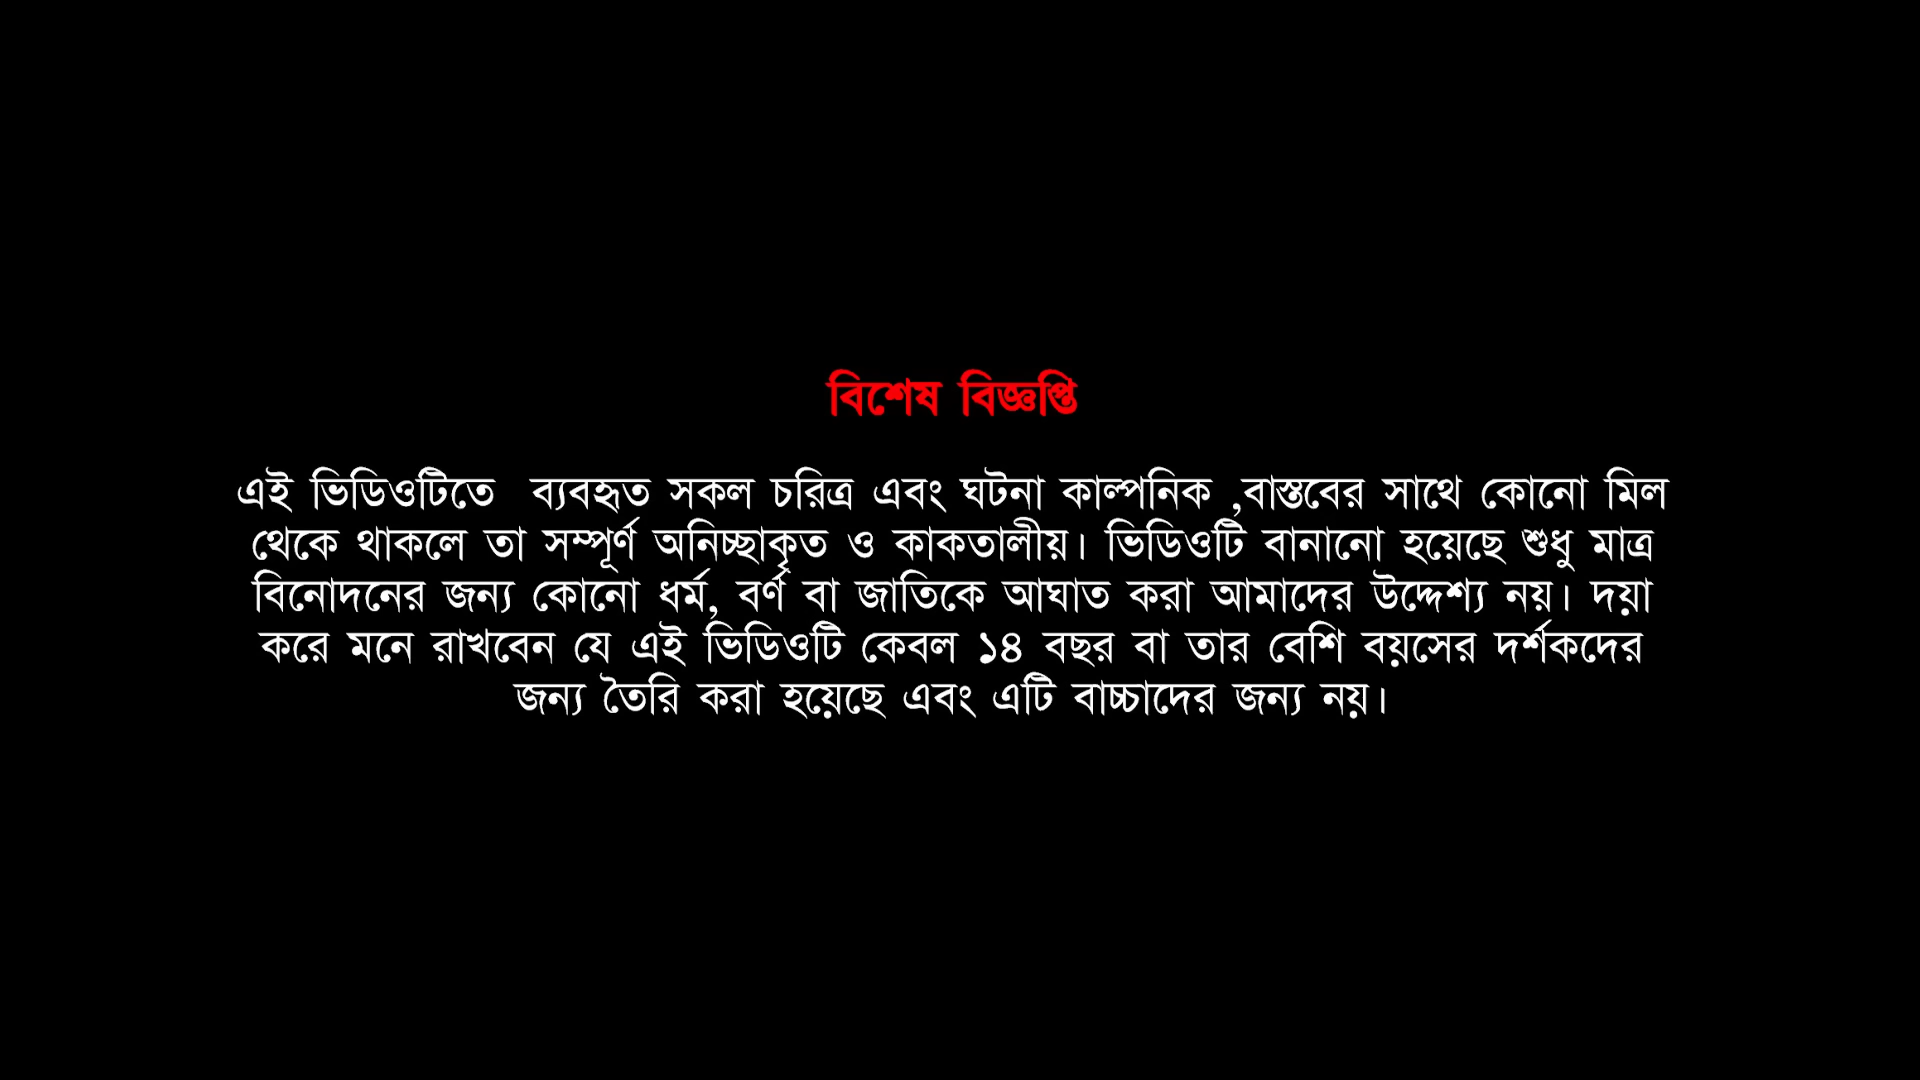 বিশেষ বিজ্ঞপ্তি
এই ভিডিওটিতে ব্যবহৃত সকল চরিত্র এবং ঘটনা কাল্পনিক ,বাস্তবের সাথে কোনো মিল
থেকে থাকলে তা সম্পূর্ণ অনিচ্ছাকৃত ও কাকতালীয়। ভিডিওটি বানানো হয়েছে শুধু মাত্র
বিনোদনের জন্য কোনো ধর্ম, বর্ণ বা জাতিকে আঘাত করা আমাদের উদ্দেশ্য নয়। দয়া
করে মনে রাখবেন যে এই ভিডিওটি কেবল ১৪ বছর বা তার বেশি বয়সের দর্শকদের
জন্য তৈরি করা হয়েছে এবং এটি বাচ্চাদের জন্য নয়।